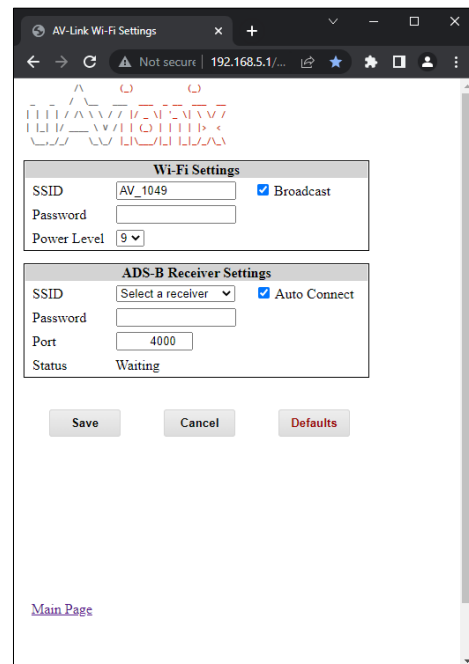 AV-Link Wi-Fi Settings
Not secure | 192.168.5.1/...
uAvionix
Wi-Fi Settings
SSID AV_1049 Broadcast
Password
Power Level 9
ADS-B Receiver Settings
SSID Select a receiver Auto Connect
Password
Port 4000
Status Waiting
Save Cancel Defaults
Main Page